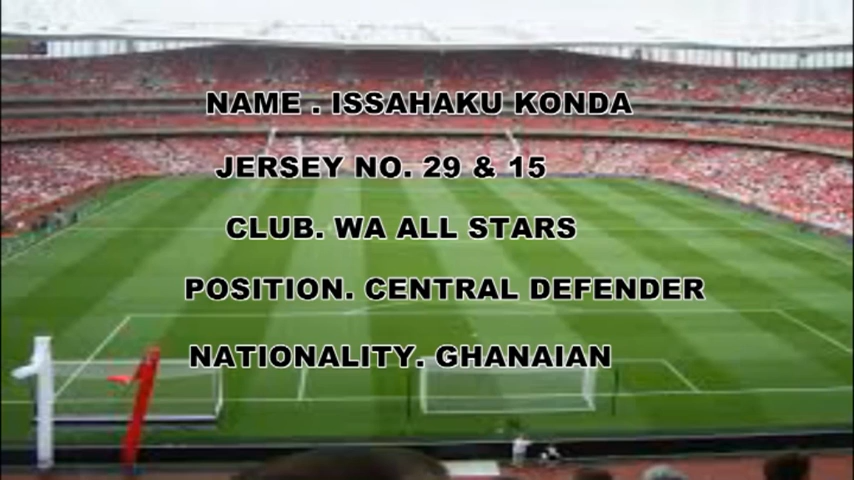 NAME . ISSAHAKU KONDA
JERSEY NO. 29 & 15
CLUB. WA ALL STARS
POSITION. CENTRAL DEFENDER
NATIONALITY. GHANAIAN